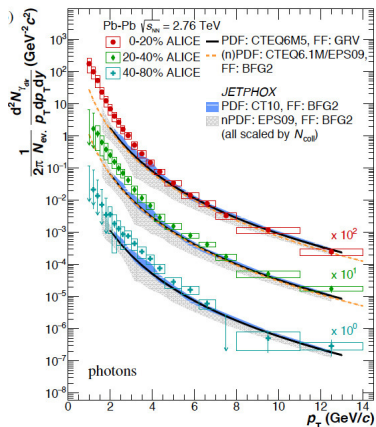 )
Pb-Pb √sNN = 2.76 TeV
0-20% ALICE
20-40% ALICE
40-80% ALICE
PDF: CTEQ6M5, FF: GRV
(n)PDF: CTEQ6.1M/EPS09,
FF: BFG2
JETPHOX
PDF: CT10, FF: BFG2
nPDF: EPS09, FF: BFG2
(all scaled by Ncoll)
1/(2π Nev.) d²Nγdir/(pT dpT dy) (GeV⁻²c²)
10³
10²
10
1
10⁻¹
10⁻²
10⁻³
10⁻⁴
10⁻⁵
10⁻⁶
10⁻⁷
10⁻⁸
x 10²
x 10¹
x 10⁰
photons
0 2 4 6 8 10 12 14
pT (GeV/c)